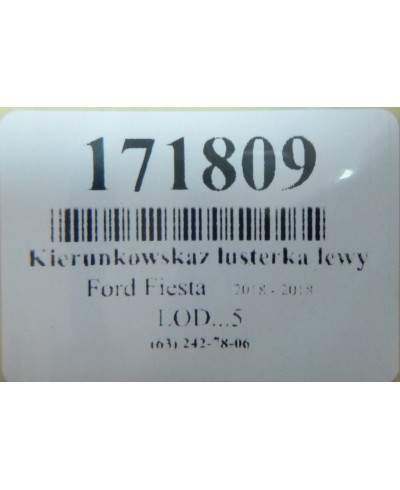 171809
Kierunkowskaz lusterka lewy
Ford Fiesta 2018 - 2018
LOD...5
(63) 242-78-06